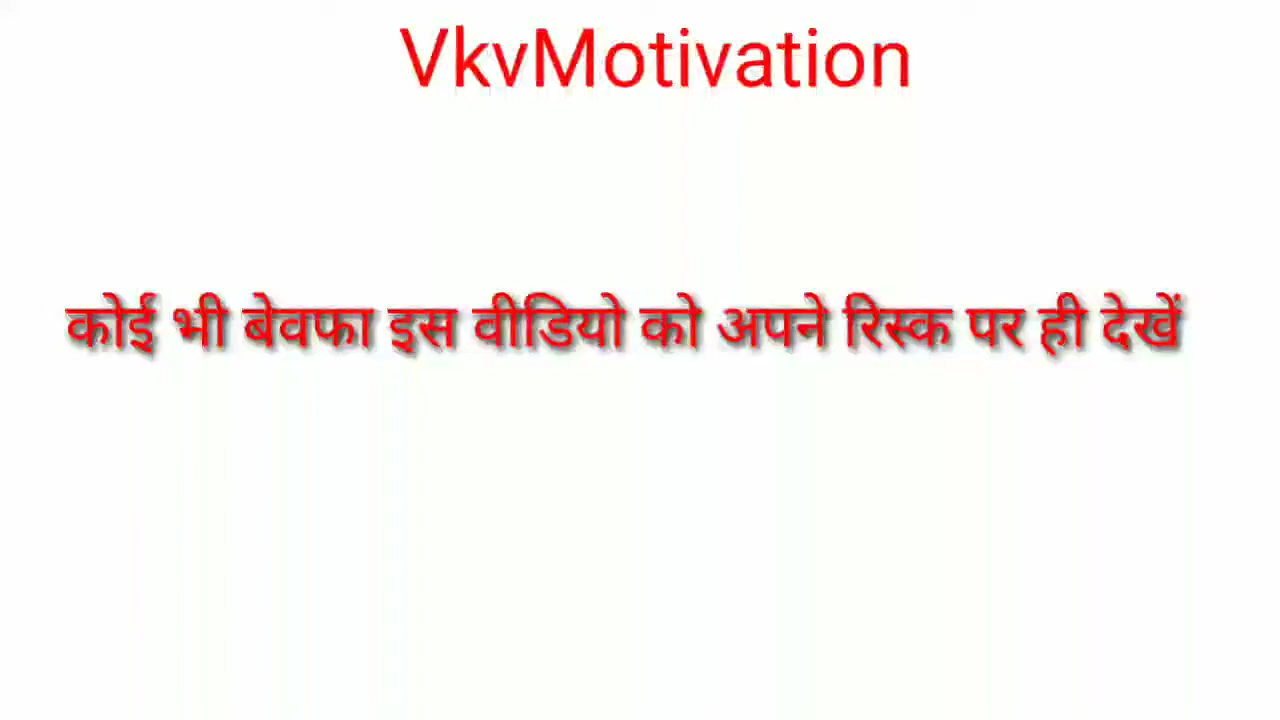 VkvMotivation
कोई भी बेवफा इस वीडियो को अपने रिस्क पर ही देखें